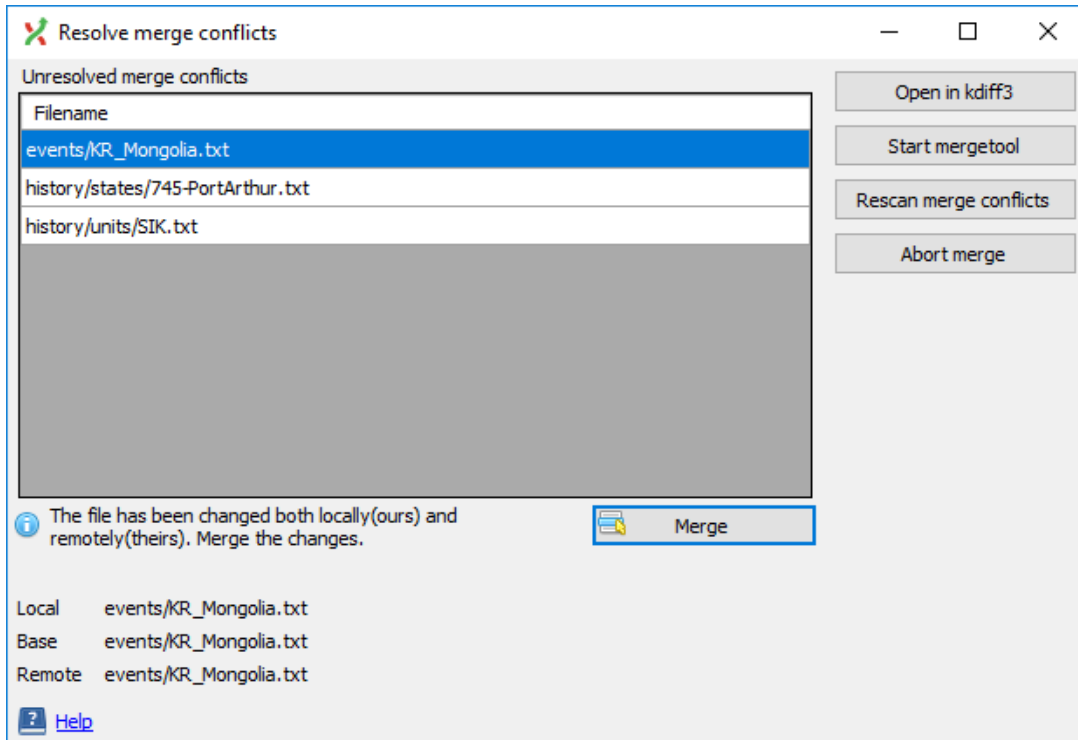 Resolve merge conflicts
Unresolved merge conflicts
Filename
events/KR_Mongolia.txt
history/states/745-PortArthur.txt
history/units/SIK.txt
Open in kdiff3
Start mergetool
Rescan merge conflicts
Abort merge
The file has been changed both locally(ours) and
remotely(theirs). Merge the changes.
Merge
Local events/KR_Mongolia.txt
Base events/KR_Mongolia.txt
Remote events/KR_Mongolia.txt
Help